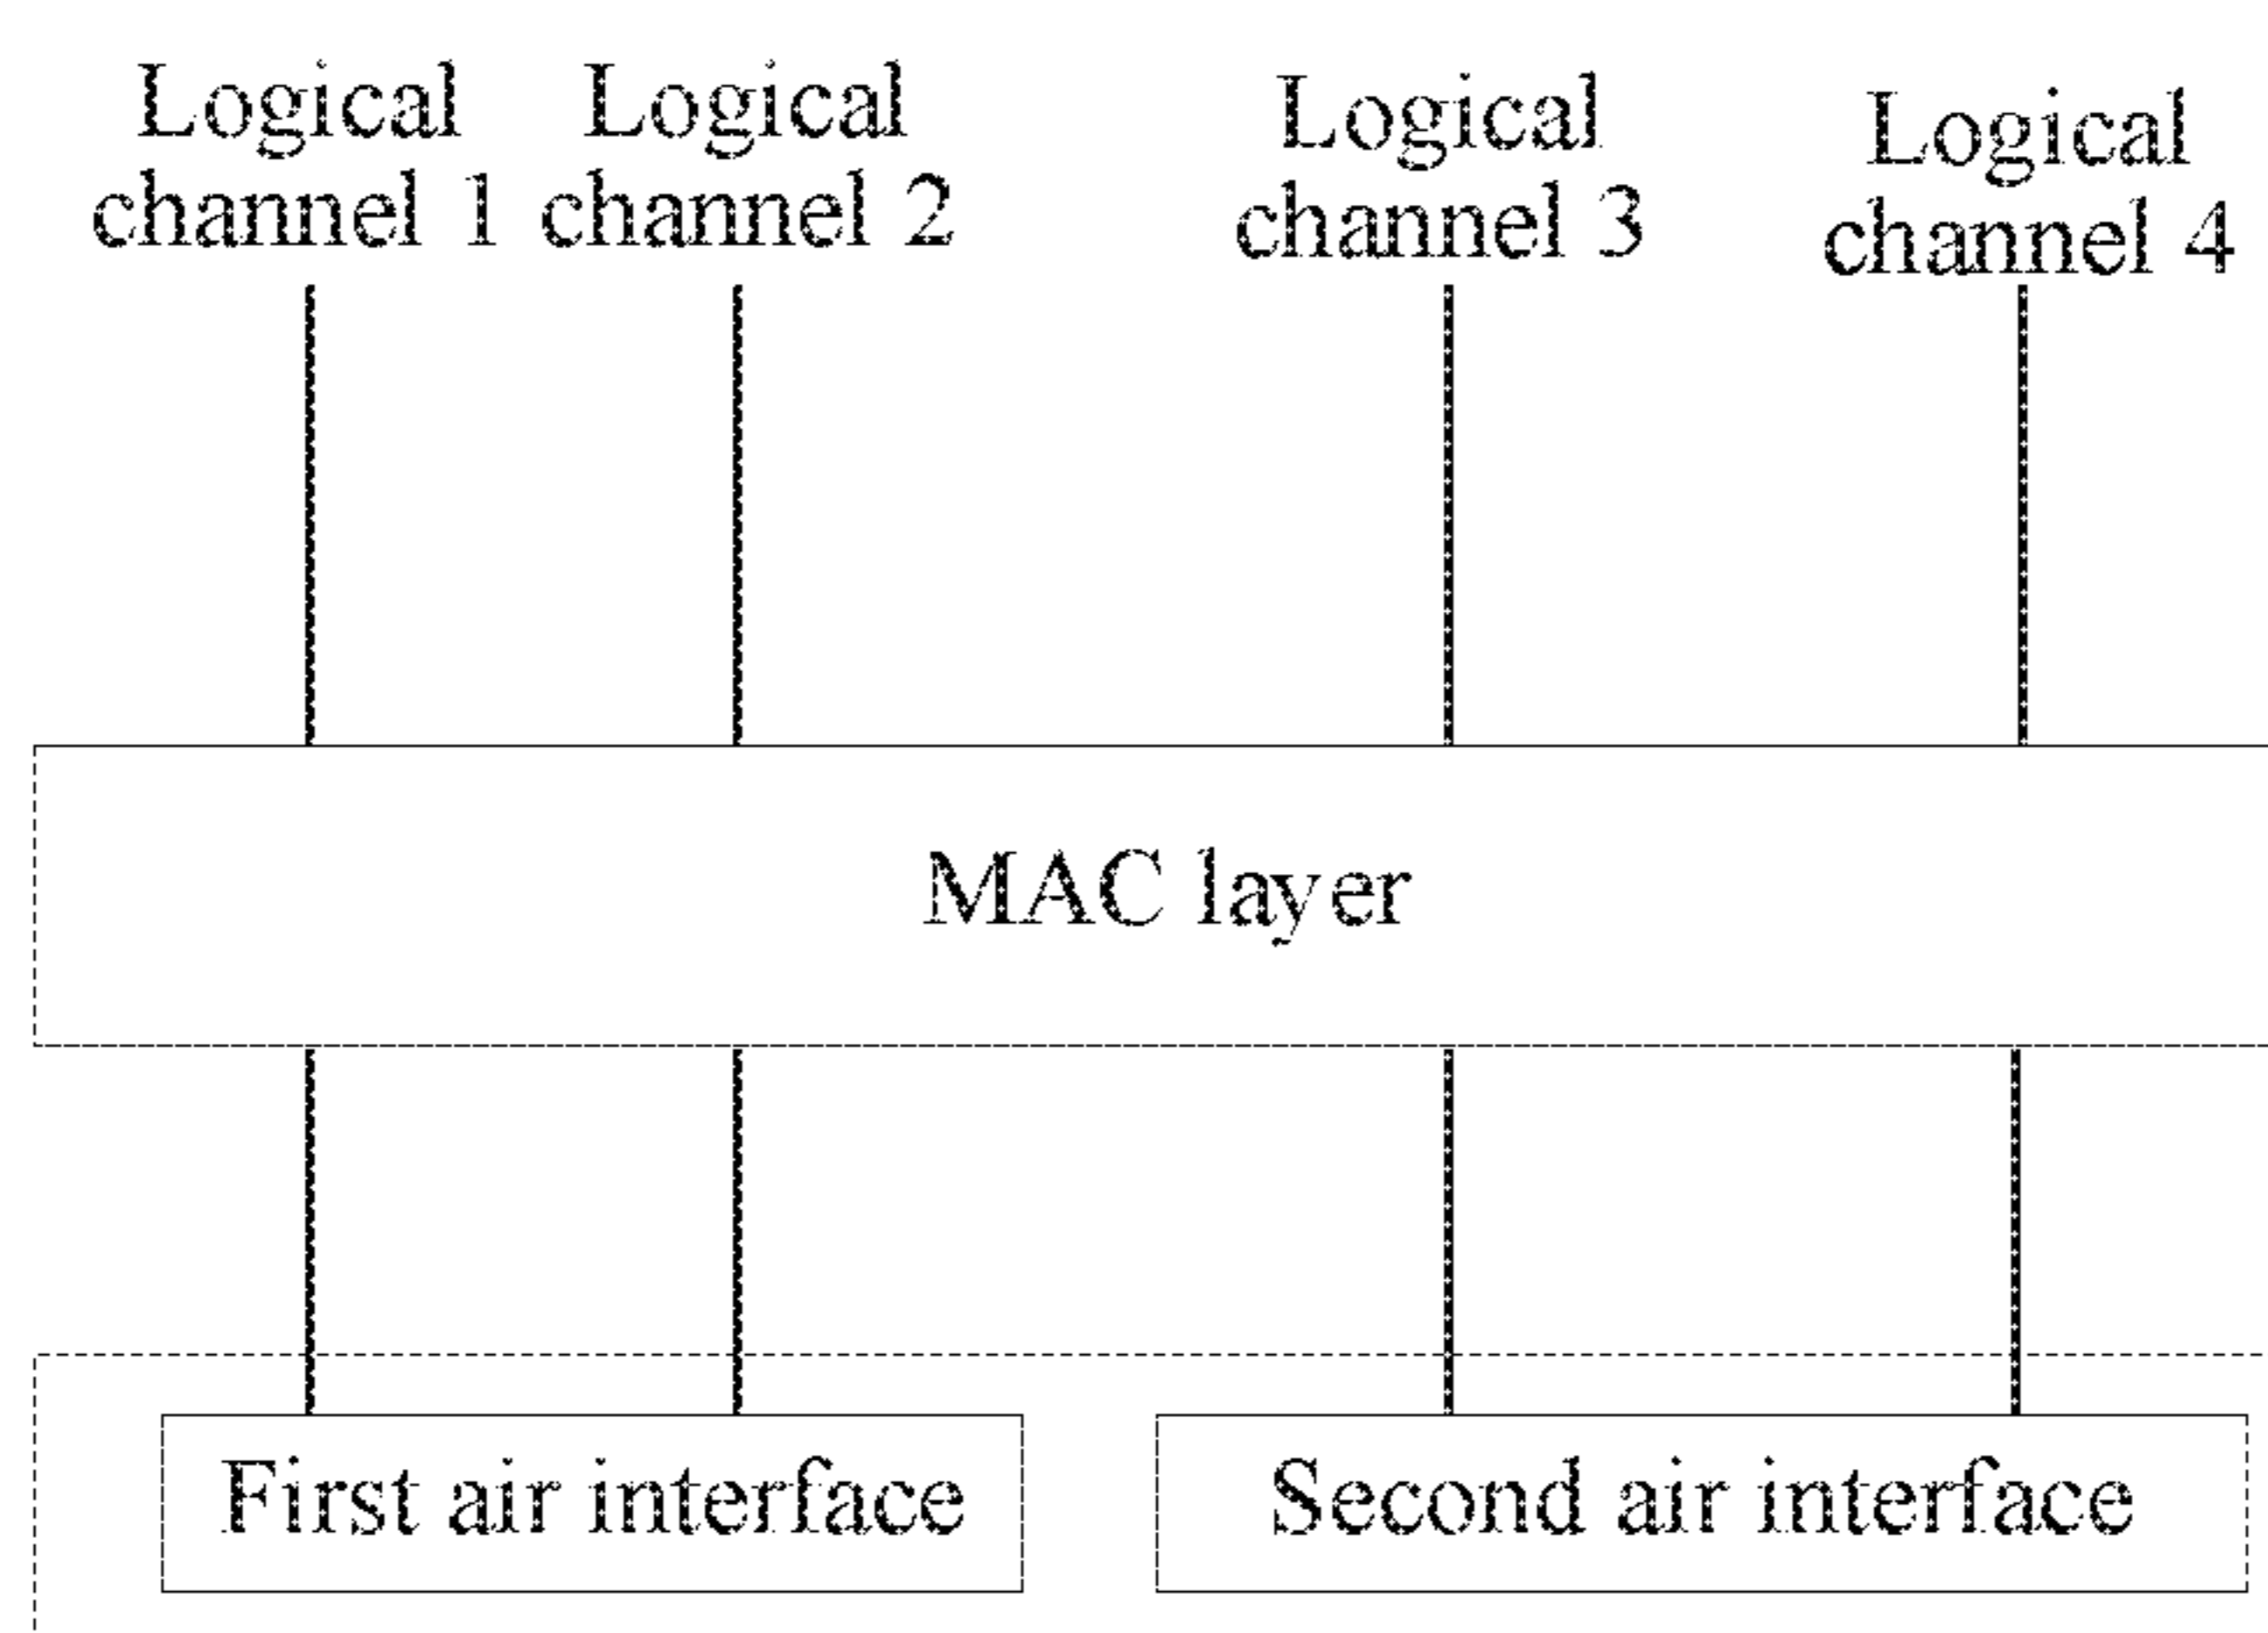 Logical
channel 1
Logical
channel 2
Logical
channel 3
Logical
channel 4
MAC layer
First air interface
Second air interface